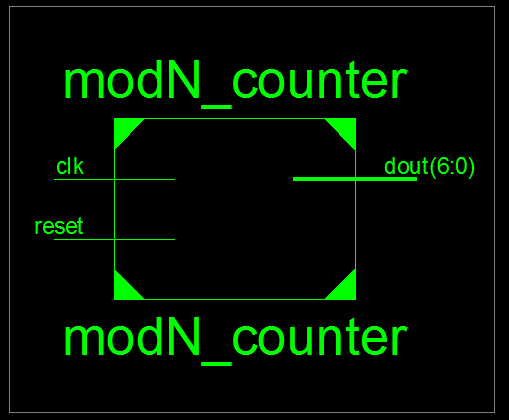 modN_counter
clk
dout(6:0)
reset
modN_counter